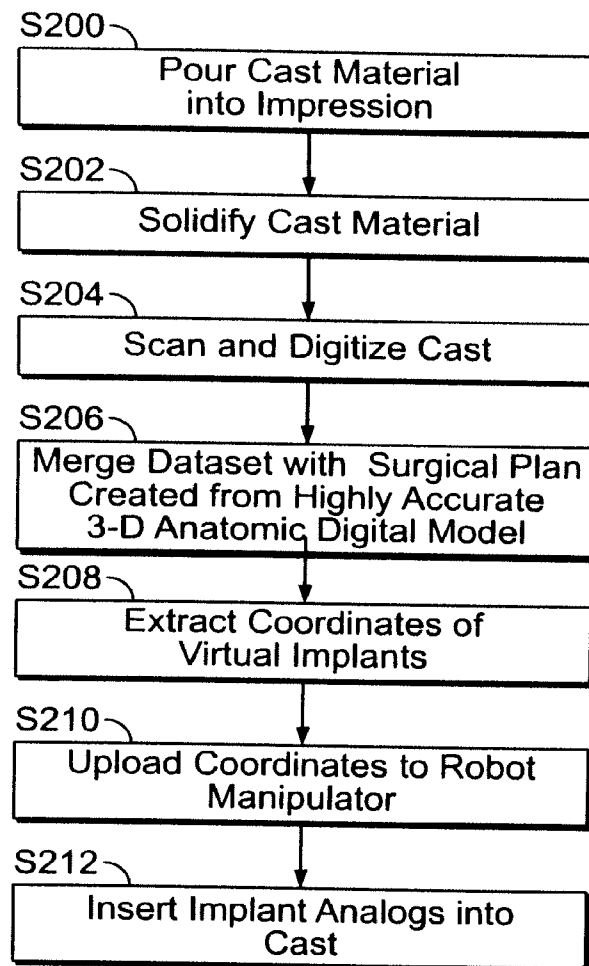 S200
Pour Cast Material
into Impression
S202
Solidify Cast Material
S204
Scan and Digitize Cast
S206
Merge Dataset with Surgical Plan
Created from Highly Accurate
3-D Anatomic Digital Model
S208
Extract Coordinates of
Virtual Implants
S210
Upload Coordinates to Robot
Manipulator
S212
Insert Implant Analogs into
Cast